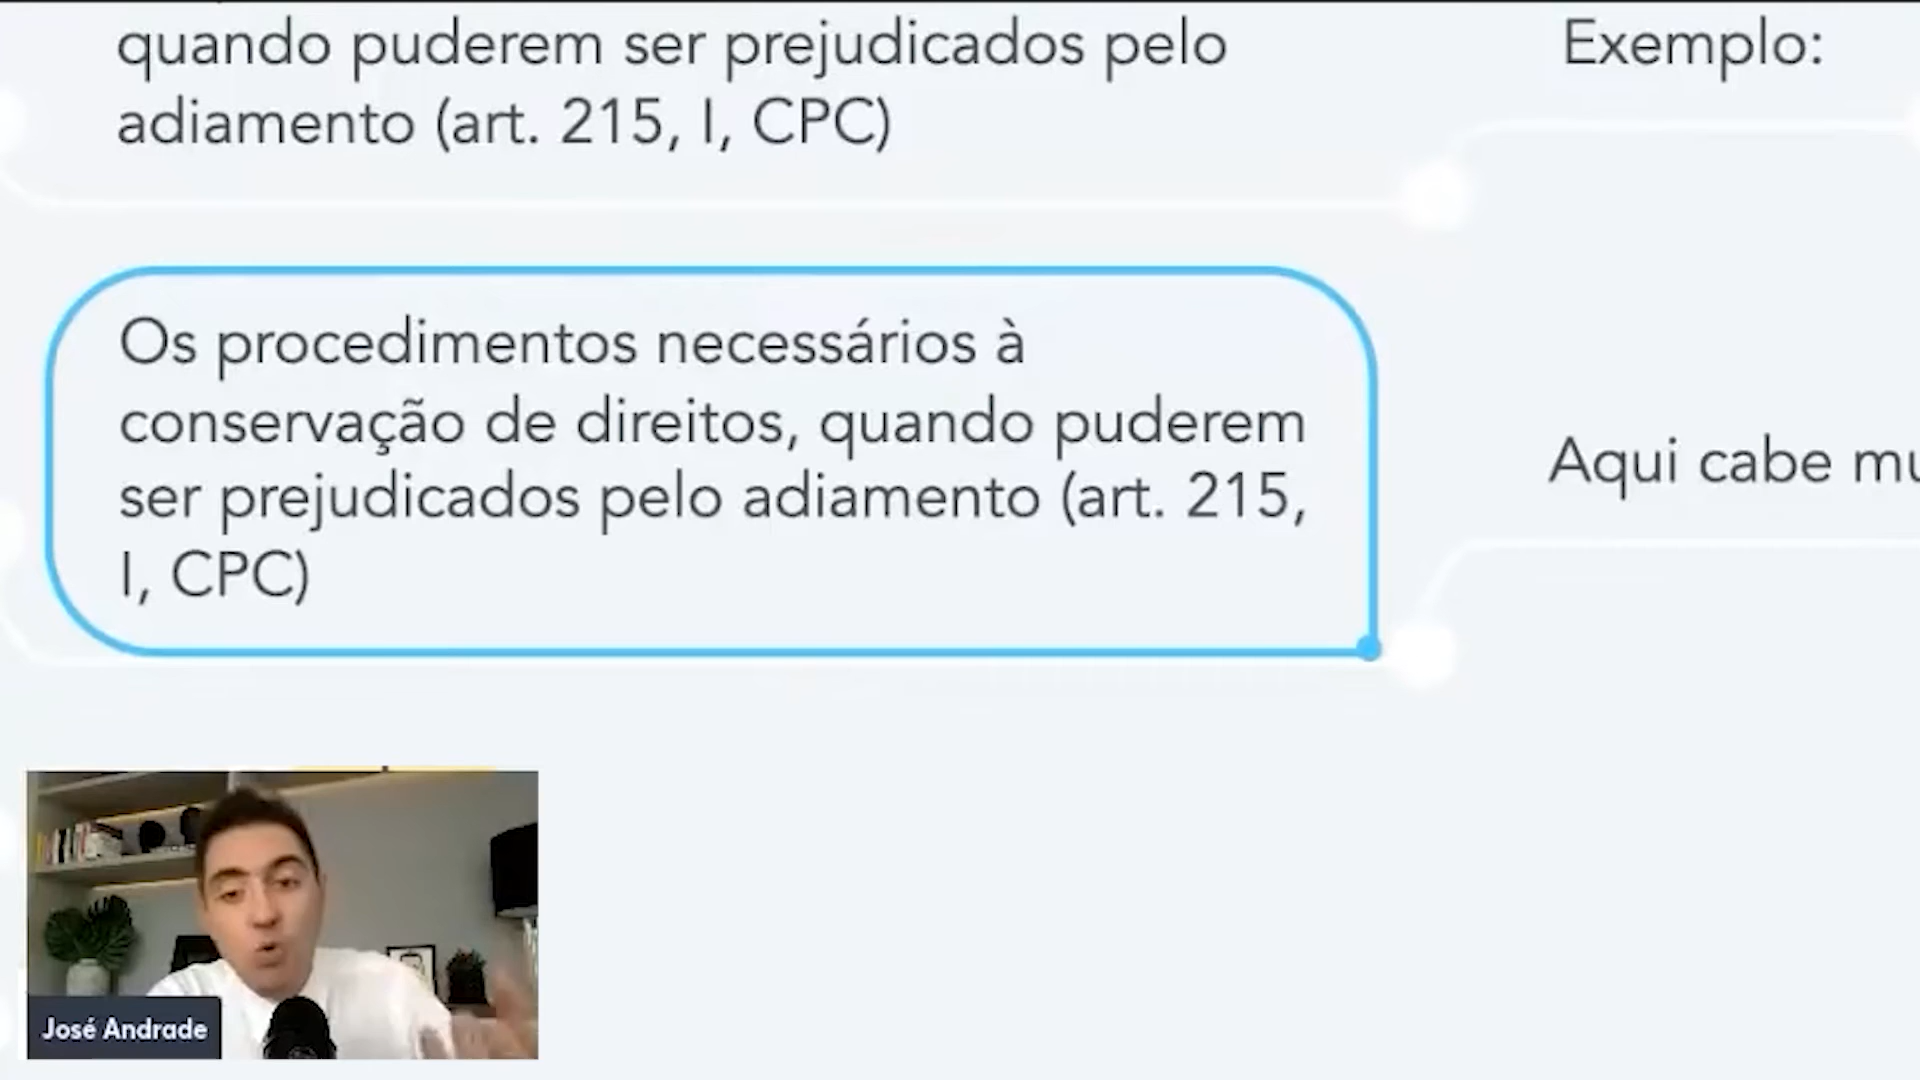 quando puderem ser prejudicados pelo
adiamento (art. 215, I, CPC)
Exemplo:
Os procedimentos necessários à
conservação de direitos, quando puderem
ser prejudicados pelo adiamento (art. 215,
I, CPC)
Aqui cabe
José Andrade